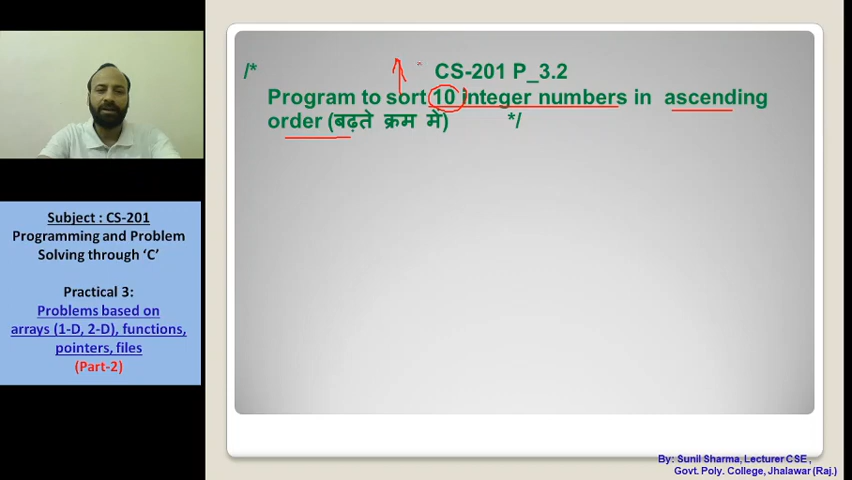 /* CS-201 P_3.2
Program to sort 10 integer numbers in ascending
order (बढ़ते क्रम में) */
Subject : CS-201
Programming and Problem
Solving through ‘C’
Practical 3:
Problems based on
arrays (1-D, 2-D), functions,
pointers, files
(Part-2)
By: Sunil Sharma, Lecturer CSE ,
Govt. Poly. College, Jhalawar (Raj.)